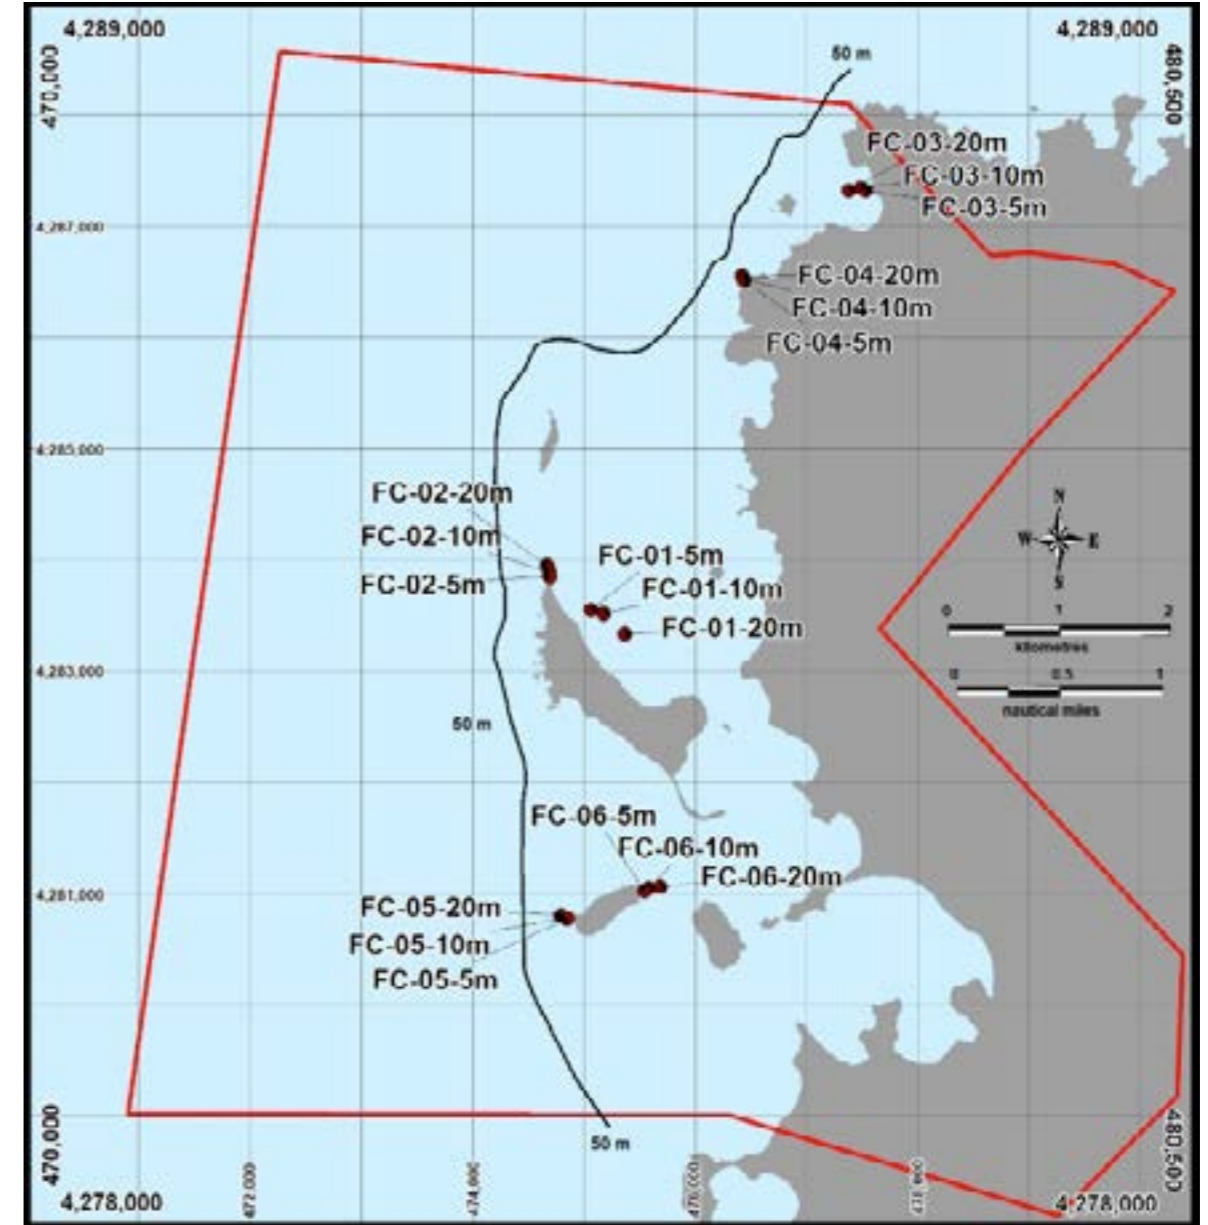 4,289,000
4,289,000
470,000
480,500
50 m
FC-03-20m
FC-03-10m
FC-03-5m
4,287,000
FC-04-20m
FC-04-10m
FC-04-5m
4,285,000
FC-02-20m
FC-02-10m
FC-02-5m
FC-01-5m
FC-01-10m
FC-01-20m
N
W
E
S
0 1 2
kilometres
0 0.5 1
nautical miles
4,283,000
50 m
FC-06-5m
FC-06-10m
FC-06-20m
4,281,000
FC-05-20m
FC-05-10m
FC-05-5m
50 m
470,000
480,500
472,000
474,000
476,000
4,278,000
4,278,000